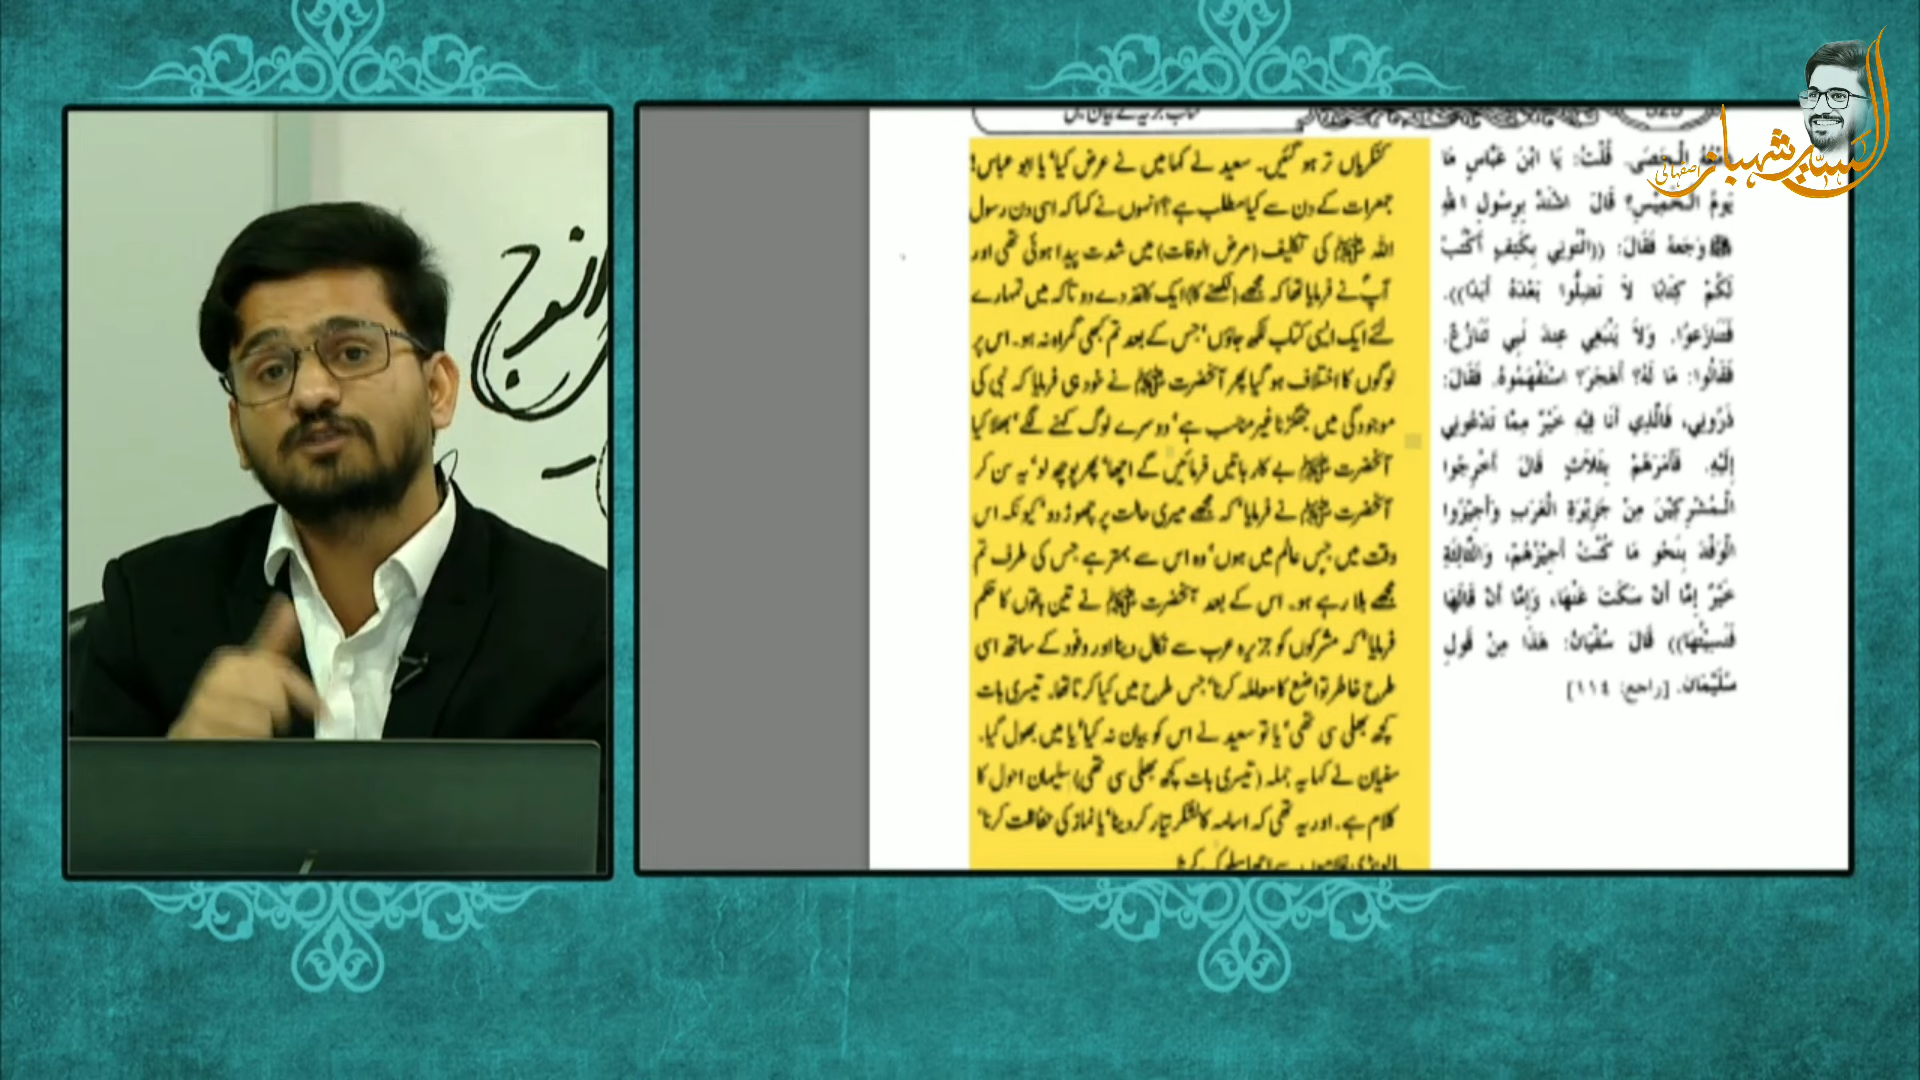 السید شہباز اصفہانی
کنکریاں تر ہو گئیں۔ سعید نے کہا میں نے عرض کیا' یا ابو عباس!
جمعرات کے دن سے کیا مطلب ہے؟ انہوں نے کہا کہ اسی دن رسول
اللہ ﷺ کی تکلیف (مرض الوفات) میں شدت پیدا ہوئی تھی اور
آپؐ نے فرمایا تھا کہ مجھے (لکھنے کا) ایک کاغذ دے دو تاکہ میں تمہارے
لئے ایک ایسی کتاب لکھ جاؤں' جس کے بعد تم کبھی گمراہ نہ ہو۔ اس پر
لوگوں کا اختلاف ہو گیا پھر آنحضرت ﷺ نے خود ہی فرمایا کہ نبی کی
موجودگی میں جھگڑنا غیر مناسب ہے' دوسرے لوگ کہنے لگے' بھلا کیا
آنحضرت ﷺ بے کار باتیں فرمائیں گے اچھا' پھر پوچھ لو' یہ سن کر
آنحضرت ﷺ نے فرمایا' کہ مجھے میری حالت پر چھوڑ دو' کیونکہ اس
وقت میں جس عالم میں ہوں' وہ اس سے بہتر ہے جس کی طرف تم
مجھے بلا رہے ہو۔ اس کے بعد آنحضرت ﷺ نے تین باتوں کا حکم
فرمایا' کہ مشرکوں کو جزیرہ عرب سے نکال دینا اور وفود کے ساتھ اسی
طرح خاطر تواضع کا معاملہ کرنا' جس طرح میں کیا کرتا تھا۔ تیسری بات
کچھ بھلی سی تھی' یا تو سعید نے اس کو بیان نہ کیا' یا میں بھول گیا۔
سفیان نے کہا یہ جملہ (تیسری بات کچھ بھلی سی تھی) سلیمان احول کا
کلام ہے۔ اور یہ تھی کہ اسامہ کا لشکر تیار کر دینا' یا نماز کی حفاظت کرنا'
الْحَصَى. قُلْتُ: يَا ابْنَ عَبَّاسٍ مَا
يَومُ الْـخَمِيْسِ؟ قَالَ اشْتَدَّ بِرَسُولِ اللهِ
ﷺ وَجَعُهُ فَقَالَ: ((ائْتُونِي بِكَتِفٍ أَكْتُبْ
لَكُمْ كِتَابًا لاَ تَضِلُّوا بَعْدَهُ أَبَدًا)).
فَتَنَازَعُوا. وَلاَ يَنْبَغِي عِنْدَ نَبِيٍّ تَنَازُعٌ.
فَقَالُوا: مَا لَهُ؟ أَهَجَرَ؟ اسْتَفْهِمُوهُ. فَقَالَ:
ذَرُونِي، فَالَّذِي أَنَا فِيْهِ خَيْرٌ مِمَّا تَدْعُونِي
إِلَيْهِ. فَأَمَرَهُمْ بِثَلاَثٍ قَالَ أَخْرِجُوا
الْـمُشْرِكِيْنَ مِنْ جَزِيْرَةِ الْعَرَبِ وَأَجِيْزُوا
الْوَفْدَ بِنَحْوِ مَا كُنْتُ أُجِيْزُهُمْ، وَالثَّالِثَةُ
خَيْرٌ إِمَّا أَنْ سَكَتَ عَنْهَا، وَإِمَّا أَنْ قَالَهَا
فَنَسِيْتُهَا)) قَالَ سُفْيَانُ: هَذَا مِنْ قَولِ
سُلَيْمَانَ. [راجع: ١١٤]